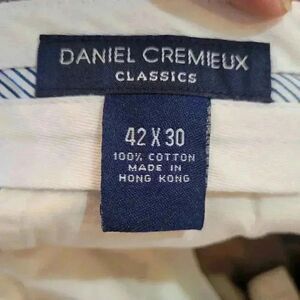 DANIEL CREMIEUX
CLASSICS
42 X 30
100% COTTON
MADE IN
HONG KONG